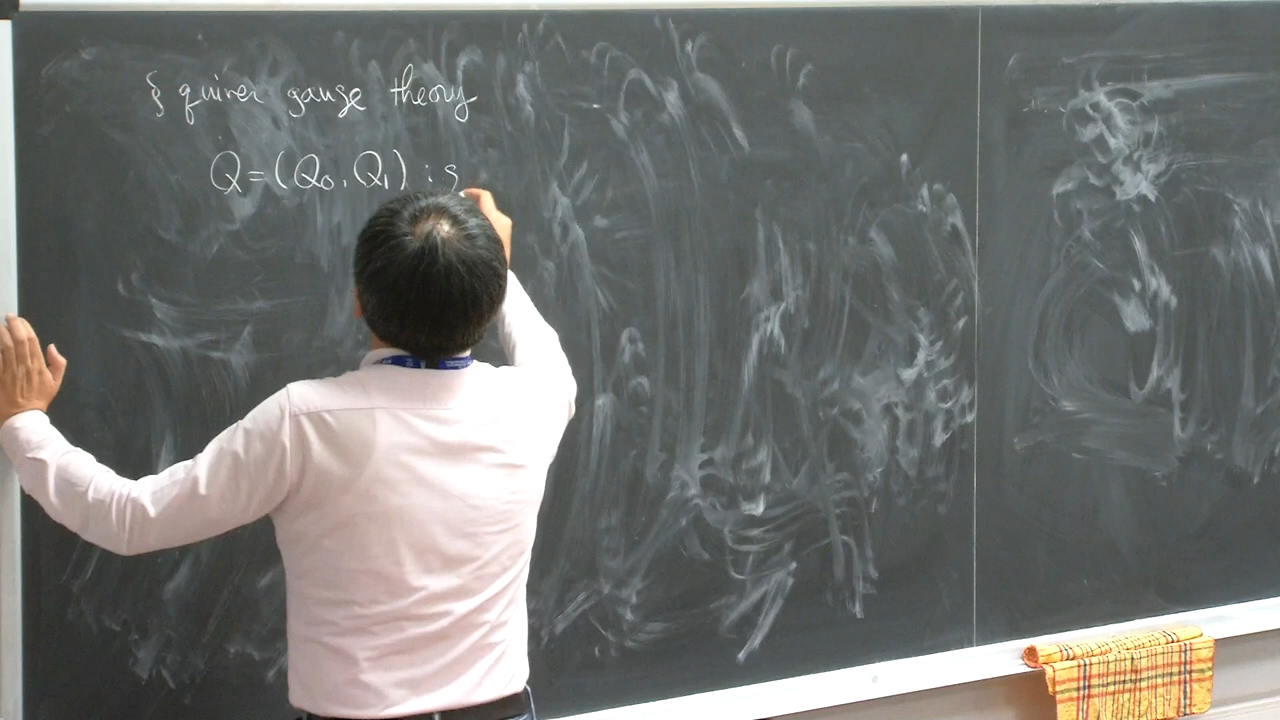 § quiver gauge theory
Q=(Q₀, Q₁) : s